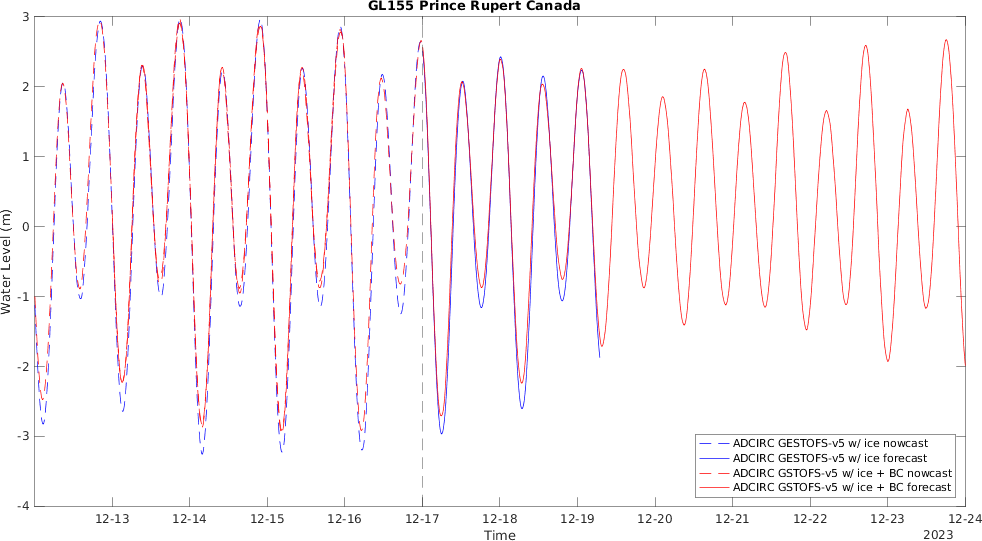 GL155 Prince Rupert Canada
3
2
1
0
-1
-2
-3
-4
Water Level (m)
ADCIRC GESTOFS-v5 w/ ice nowcast
ADCIRC GESTOFS-v5 w/ ice forecast
ADCIRC GSTOFS-v5 w/ ice + BC nowcast
ADCIRC GSTOFS-v5 w/ ice + BC forecast
12-13 12-14 12-15 12-16 12-17 12-18 12-19 12-20 12-21 12-22 12-23 12-24
Time
2023